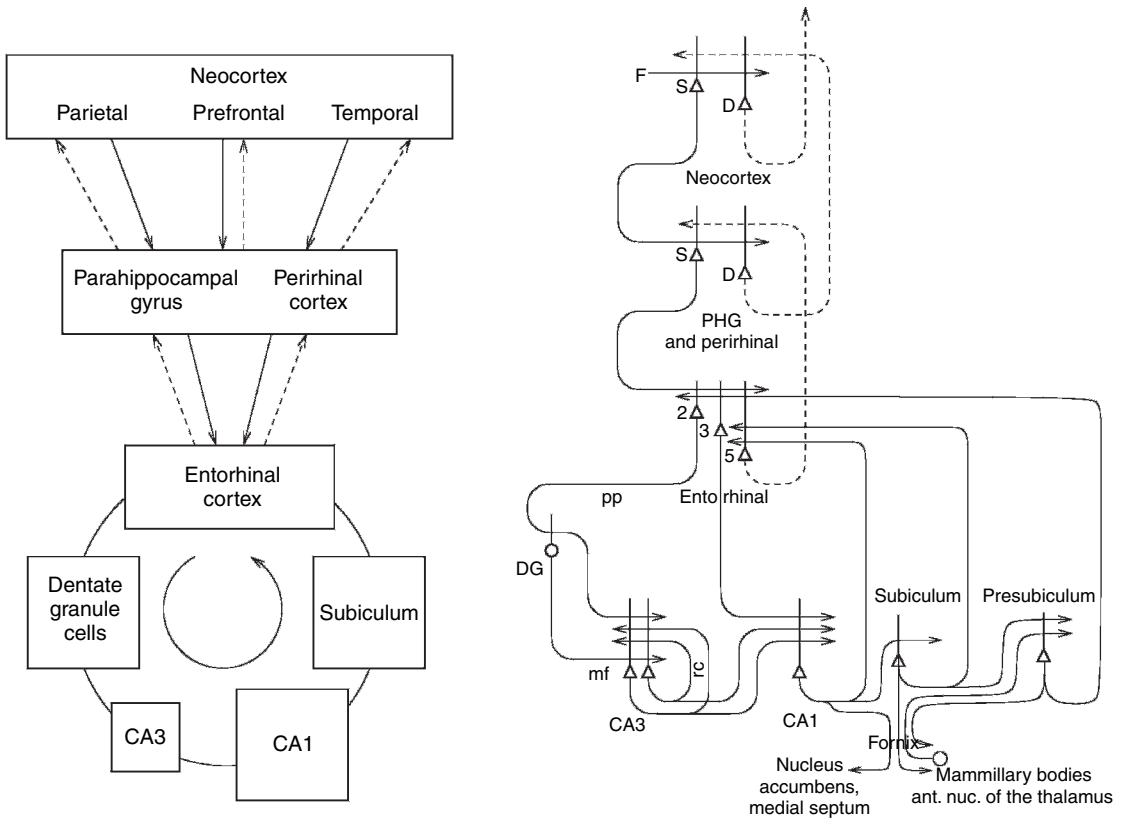 Neocortex
Parietal
Prefrontal
Temporal
Parahippocampal
gyrus
Perirhinal
cortex
Entorhinal
cortex
Dentate
granule
cells
Subiculum
CA3
CA1
F
S
D
Neocortex
S
D
PHG
and perirhinal
2
3
5
pp
Entorhinal
DG
Subiculum
Presubiculum
mf
rc
CA3
CA1
Fornix
Nucleus
accumbens,
medial septum
Mammillary bodies
ant. nuc. of the thalamus